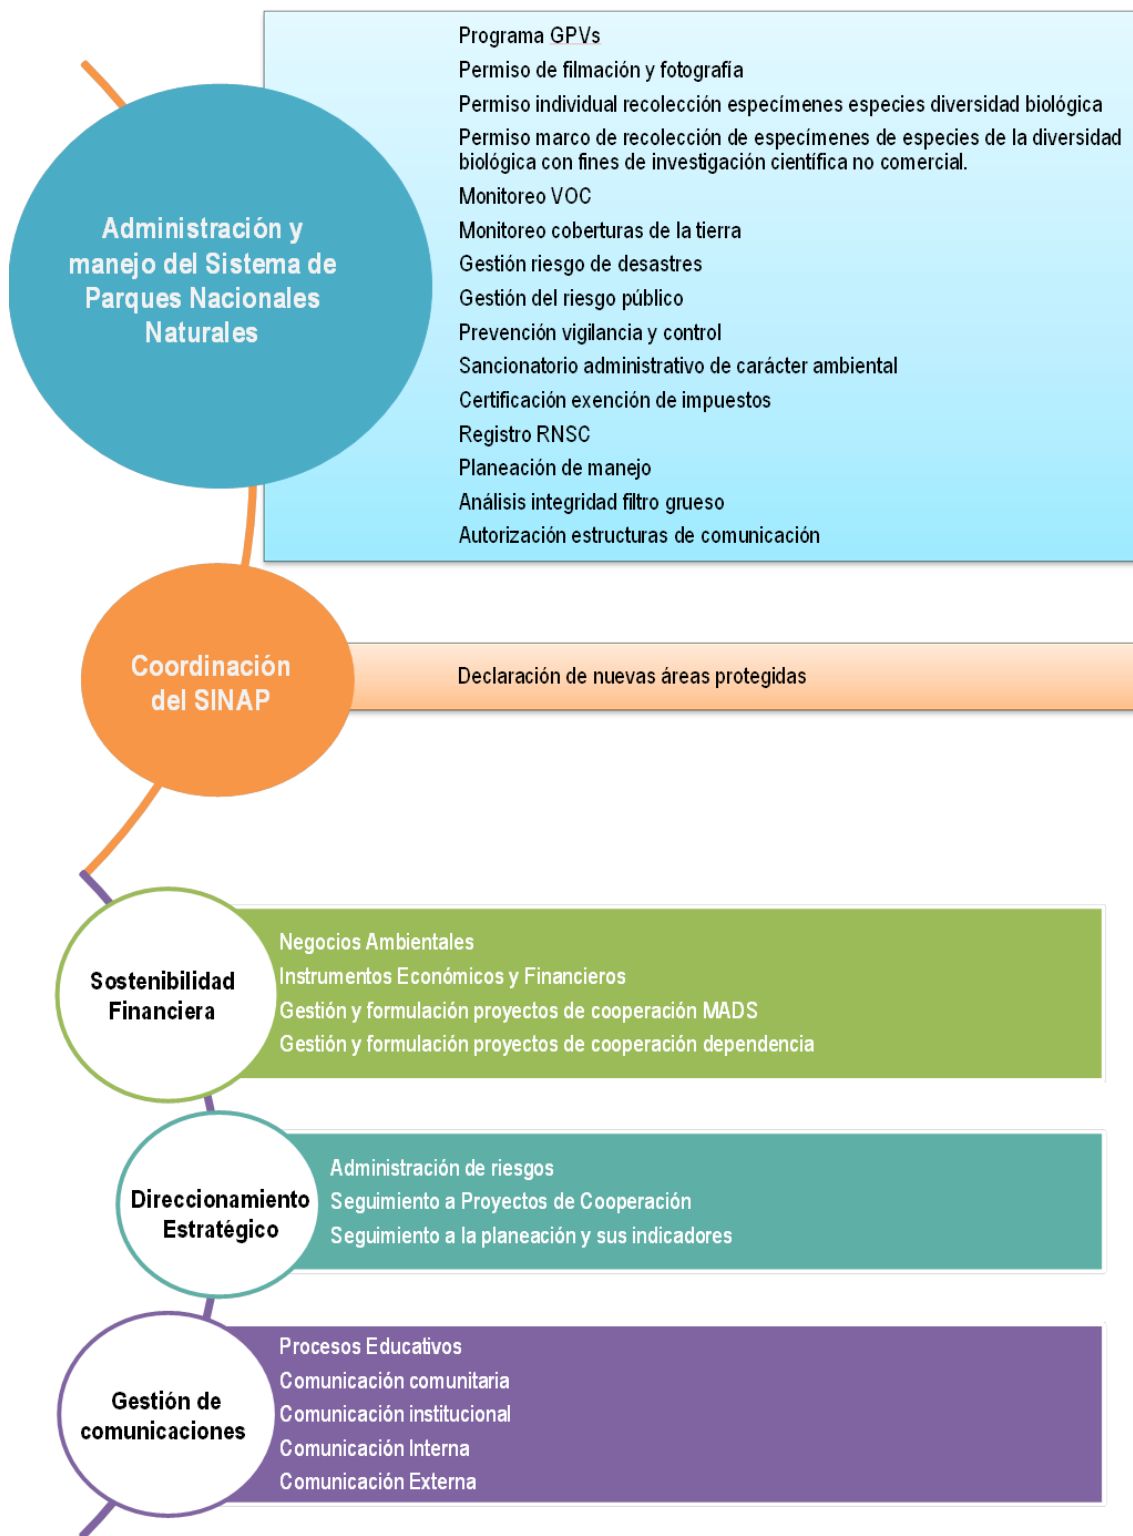 Programa GPVs
Permiso de filmación y fotografía
Permiso individual recolección especímenes especies diversidad biológica
Permiso marco de recolección de especímenes de especies de la diversidad
biológica con fines de investigación científica no comercial.
Monitoreo VOC
Monitoreo coberturas de la tierra
Gestión riesgo de desastres
Gestión del riesgo público
Prevención vigilancia y control
Sancionatorio administrativo de carácter ambiental
Certificación exención de impuestos
Registro RNSC
Planeación de manejo
Análisis integridad filtro grueso
Autorización estructuras de comunicación
Administración y
manejo del Sistema de
Parques Nacionales
Naturales
Coordinación
del SINAP
Declaración de nuevas áreas protegidas
Sostenibilidad
Financiera
Negocios Ambientales
Instrumentos Económicos y Financieros
Gestión y formulación proyectos de cooperación MADS
Gestión y formulación proyectos de cooperación dependencia
Direccionamiento
Estratégico
Administración de riesgos
Seguimiento a Proyectos de Cooperación
Seguimiento a la planeación y sus indicadores
Gestión de
comunicaciones
Procesos Educativos
Comunicación comunitaria
Comunicación institucional
Comunicación Interna
Comunicación Externa